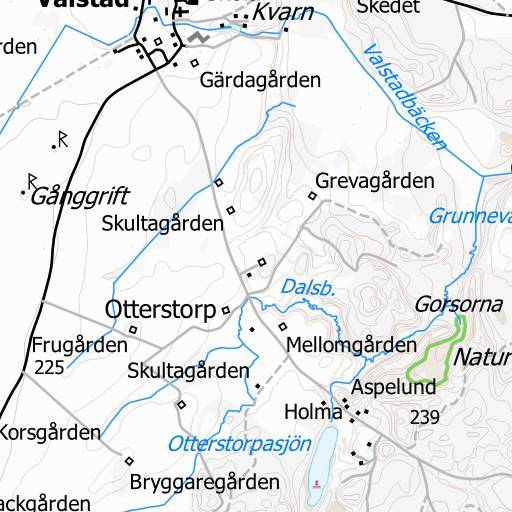 Valstad
Kvarn
Skedet
Gärdagården
Valstadbäcken
Gånggrift
Grevagården
Skultagården
Dalsb.
Gorsorna
Otterstorp
Frugården
225
Mellomgården
Natur
Skultagården
Aspelund
Holma
239
Korsgården
Otterstorpasjön
Bryggaregården